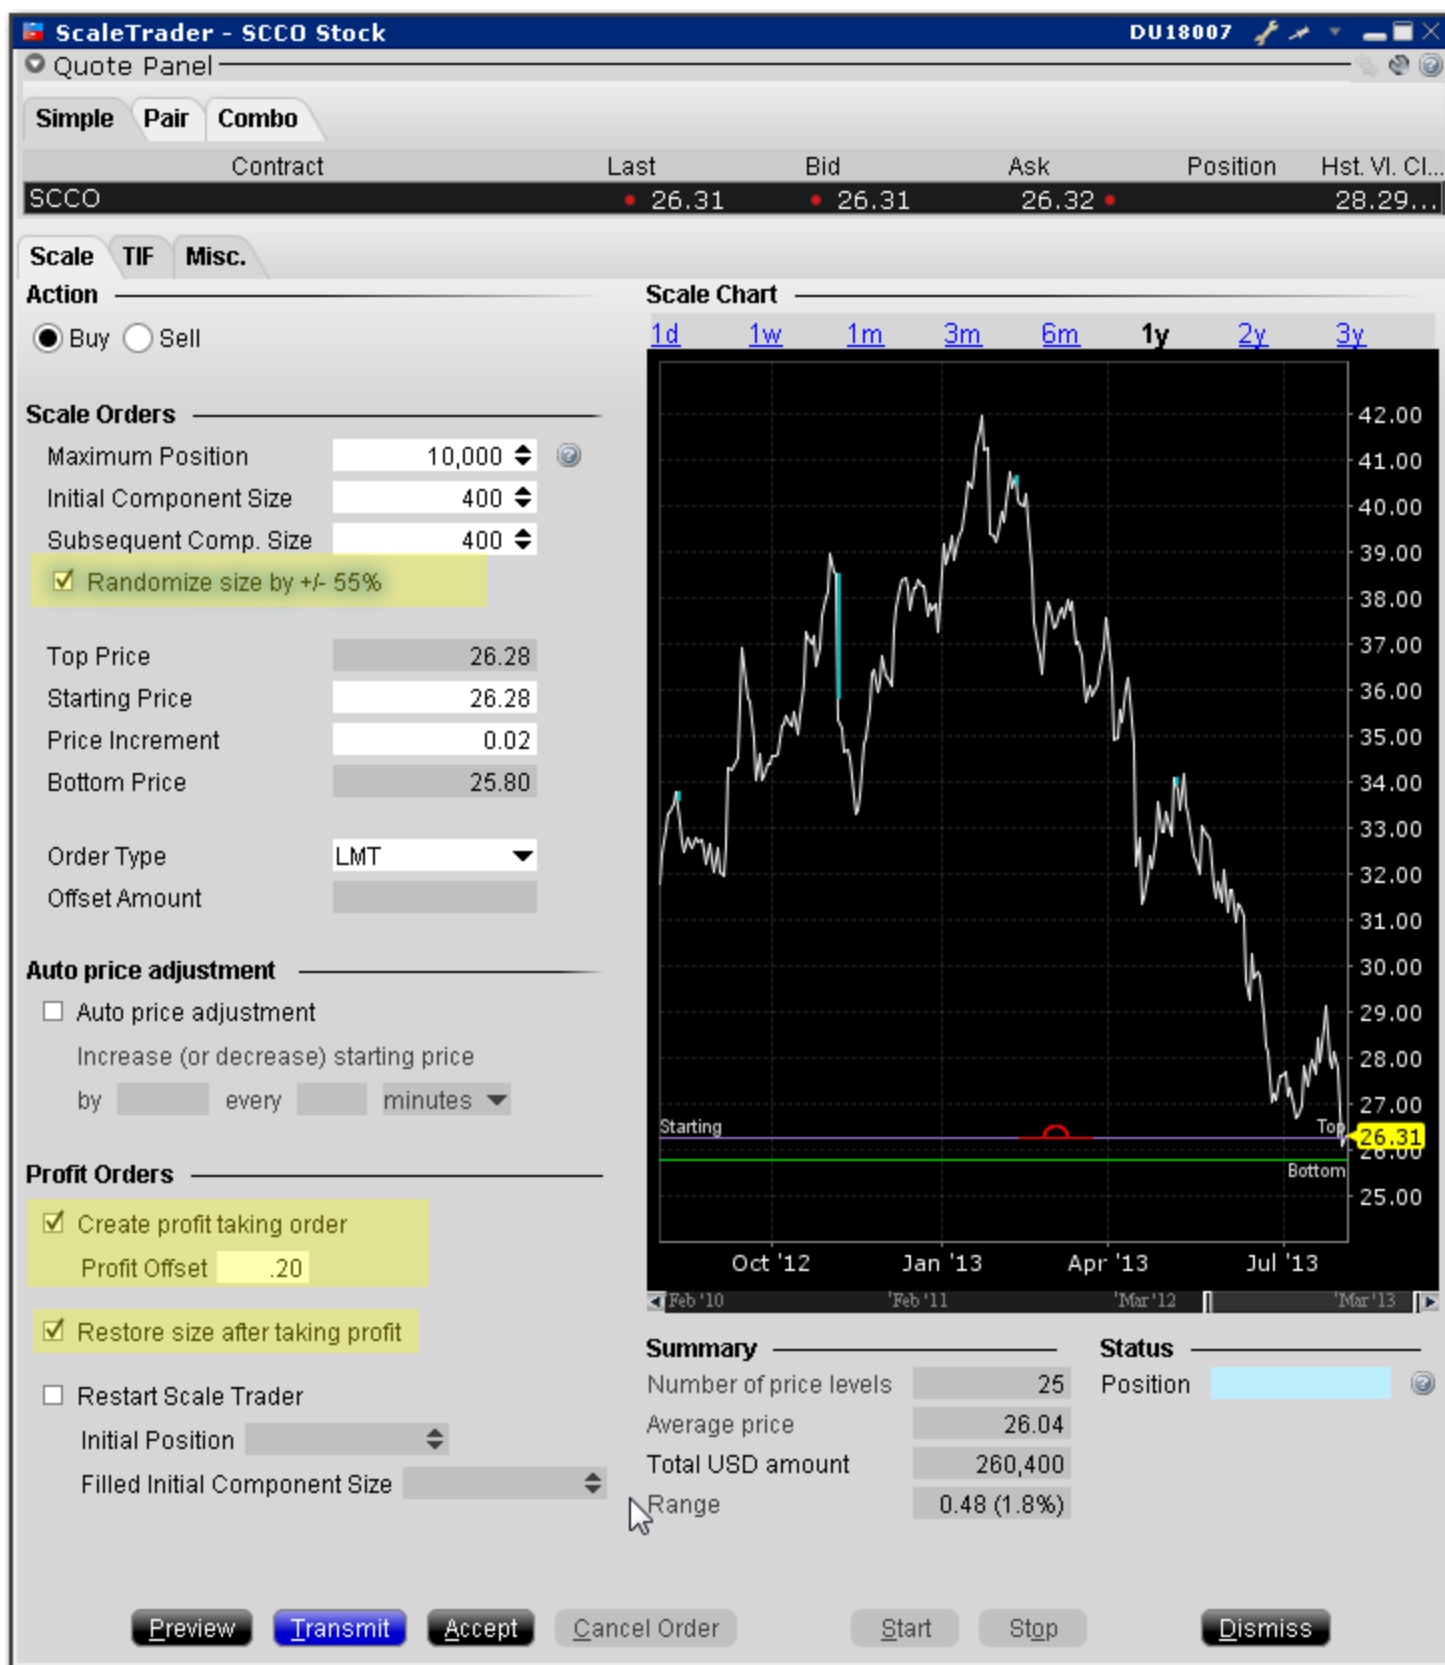 ScaleTrader - SCCO Stock DU18007
Quote Panel
Simple Pair Combo
Contract Last Bid Ask Position Hst. Vl. Cl...
SCCO 26.31 26.31 26.32 28.29...
Scale TIF Misc.
Action
Buy Sell
Scale Orders
Maximum Position 10,000
Initial Component Size 400
Subsequent Comp. Size 400
Randomize size by +/- 55%
Top Price 26.28
Starting Price 26.28
Price Increment 0.02
Bottom Price 25.80
Order Type LMT
Offset Amount
Auto price adjustment
Auto price adjustment
Increase (or decrease) starting price
by every minutes
Profit Orders
Create profit taking order
Profit Offset .20
Restore size after taking profit
Restart Scale Trader
Initial Position
Filled Initial Component Size
Scale Chart
1d 1w 1m 3m 6m 1y 2y 3y
42.00
41.00
40.00
39.00
38.00
37.00
36.00
35.00
34.00
33.00
32.00
31.00
30.00
29.00
28.00
27.00
Starting Top 26.31
26.00
Bottom
25.00
Oct '12 Jan '13 Apr '13 Jul '13
'Feb '10 'Feb '11 'Mar '12 'Mar '13
Summary
Number of price levels 25
Average price 26.04
Total USD amount 260,400
Range 0.48 (1.8%)
Status
Position
Preview Transmit Accept Cancel Order Start Stop Dismiss